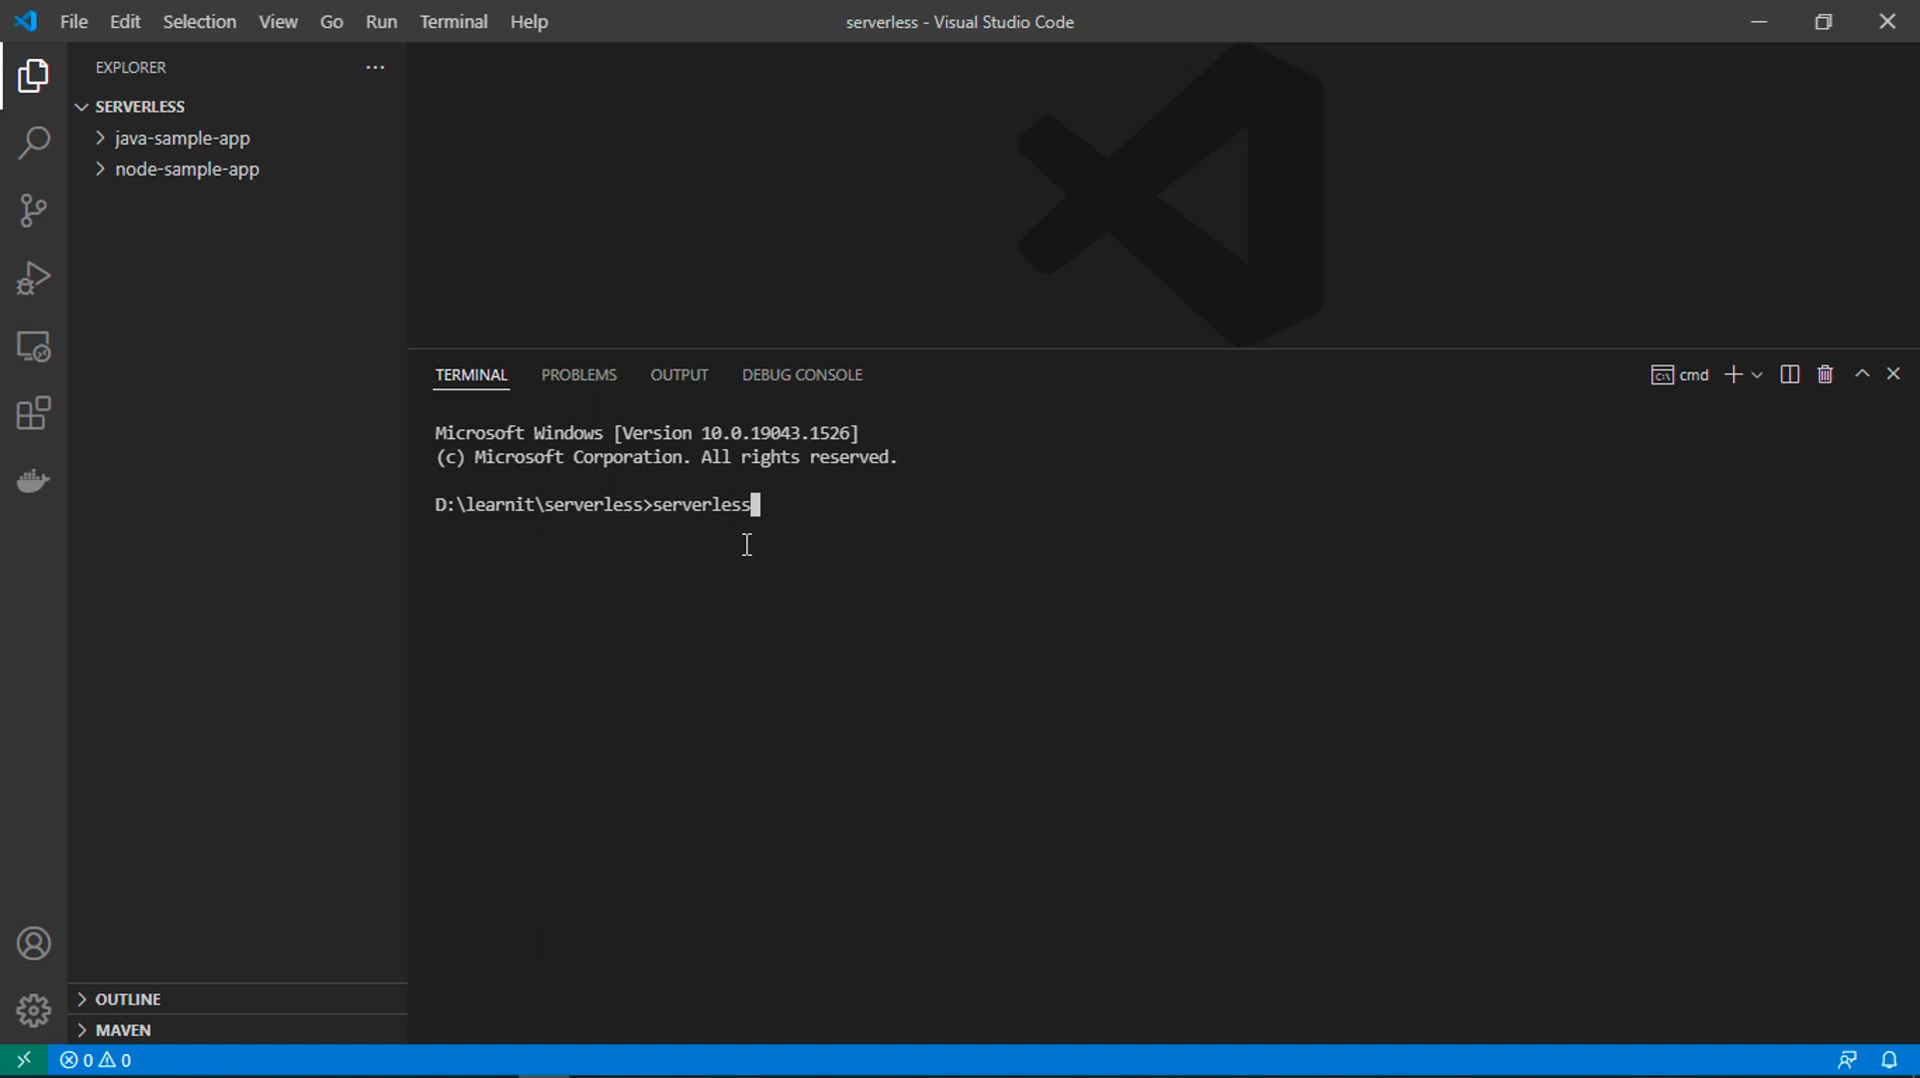 File Edit Selection View Go Run Terminal Help
serverless - Visual Studio Code
EXPLORER
SERVERLESS
java-sample-app
node-sample-app
TERMINAL PROBLEMS OUTPUT DEBUG CONSOLE
cmd
Microsoft Windows [Version 10.0.19043.1526]
(c) Microsoft Corporation. All rights reserved.
D:\learnit\serverless>serverless
OUTLINE
MAVEN
0 0